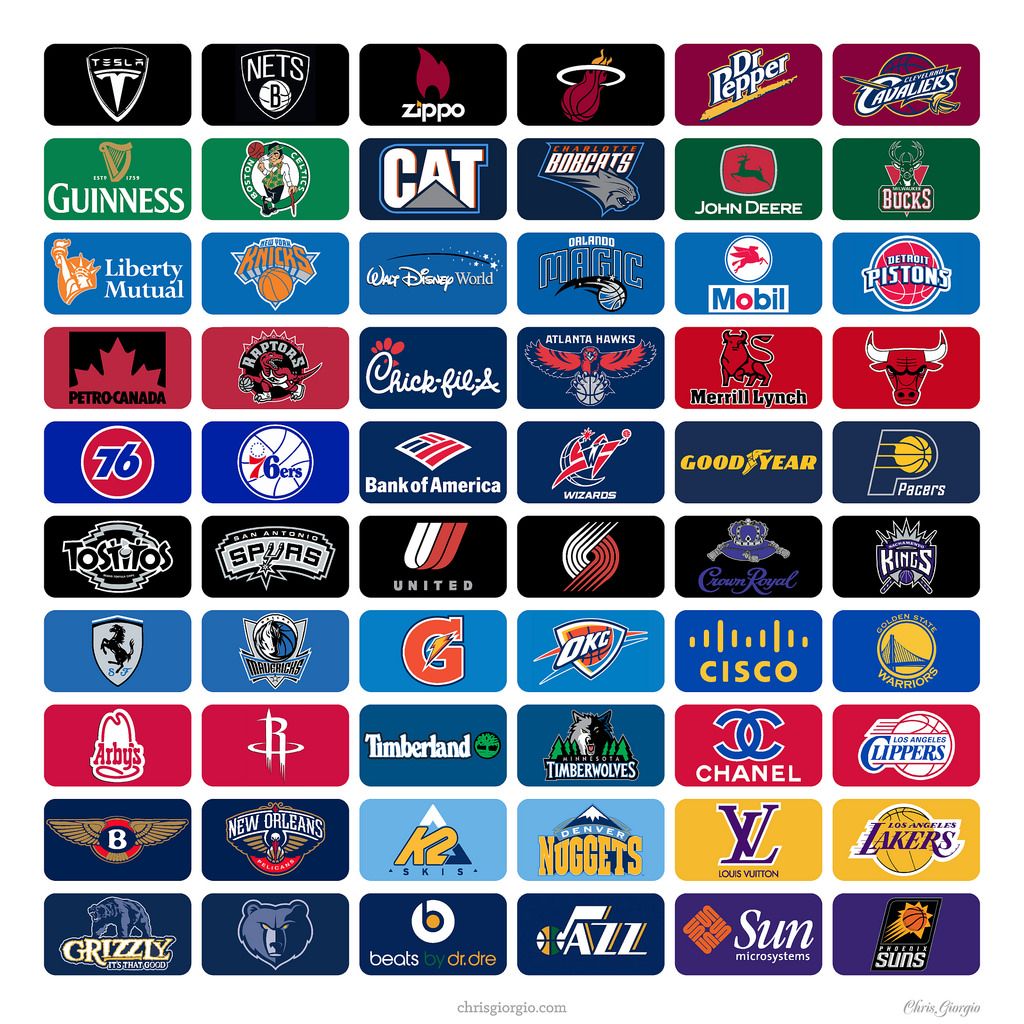 TESLA
NETS
B
zippo
Dr
Pepper
CLEVELAND
CAVALIERS
ESTD 1759
GUINNESS
BOSTON CELTICS
CAT
CHARLOTTE
BOBCATS
JOHN DEERE
MILWAUKEE
BUCKS
Liberty
Mutual
NEW YORK
KNICKS
Walt Disney World
ORLANDO
MAGIC
Mobil
DETROIT
PISTONS
PETRO-CANADA
RAPTORS
Chick-fil-A
ATLANTA HAWKS
Merrill Lynch
76
76ers
Bank of America
W
WIZARDS
GOODYEAR
P
Pacers
TOSTITOS
SAN ANTONIO
SPURS
UNITED
Crown Royal
SACRAMENTO
KINGS
S F
MAVERICKS
G
OKC
CISCO
GOLDEN STATE
WARRIORS
Arby's
R
Timberland
MINNESOTA
TIMBERWOLVES
CHANEL
LOS ANGELES
CLIPPERS
B
NEW ORLEANS
PELICANS
K2
SKIS
DENVER
NUGGETS
LV
LOUIS VUITTON
LOS ANGELES
LAKERS
GRIZZLY
IT'S THAT GOOD
b
beats by dr. dre
JAZZ
Sun
microsystems
PHOENIX
SUNS
chrisgiorgio.com
Chris Giorgio